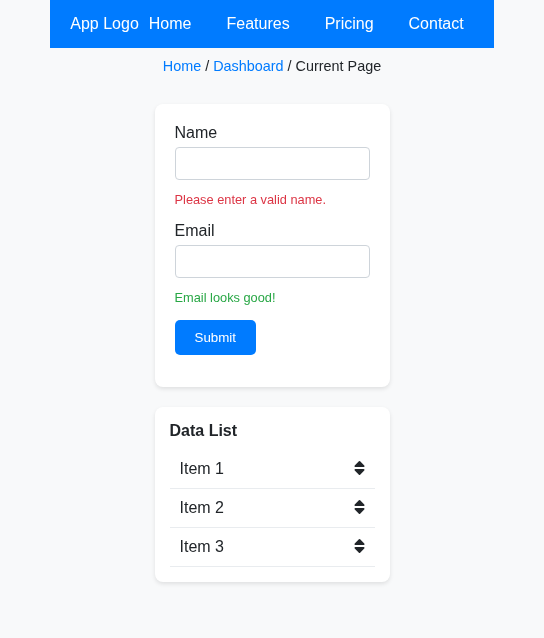 App Logo Home Features Pricing Contact
Home / Dashboard / Current Page
Name
Please enter a valid name.
Email
Email looks good!
Submit
Data List
Item 1
Item 2
Item 3